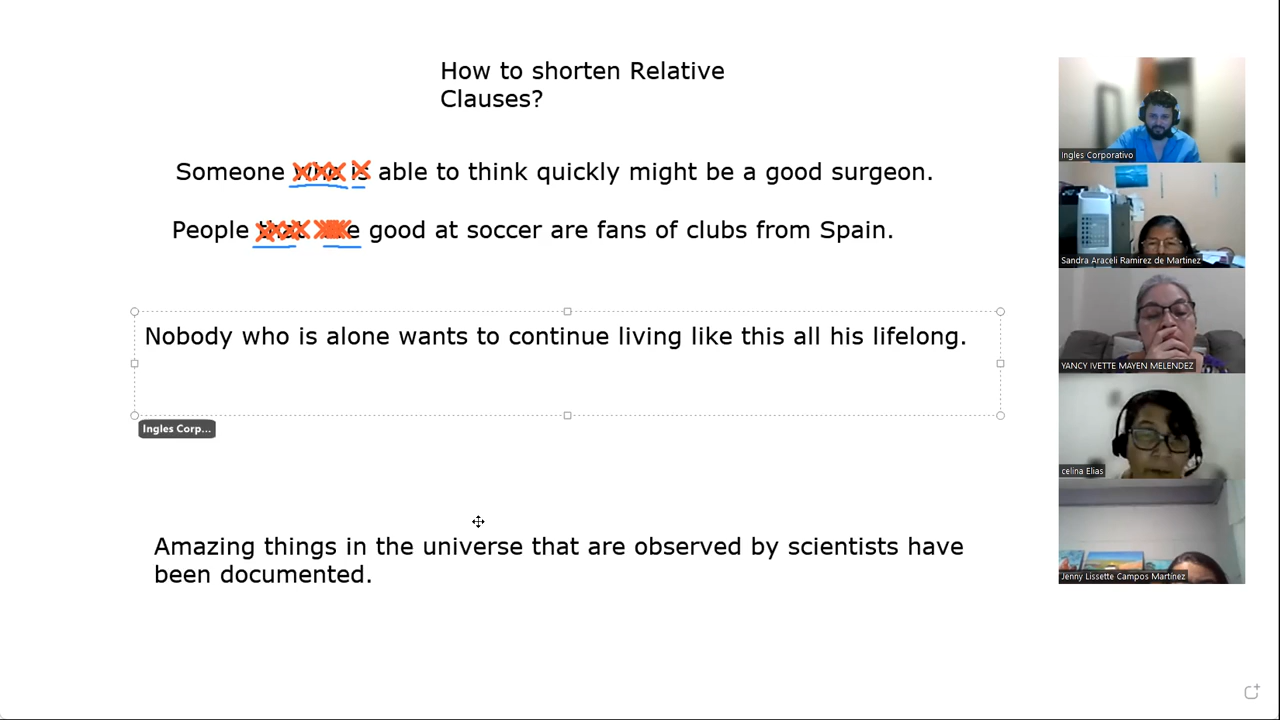 How to shorten Relative
Clauses?
Someone who is able to think quickly might be a good surgeon.
People that are good at soccer are fans of clubs from Spain.
Nobody who is alone wants to continue living like this all his lifelong.
Ingles Corp...
Amazing things in the universe that are observed by scientists have
been documented.
Ingles Corporativo
Sandra Araceli Ramirez de Martinez
YANCY IVETTE MAYEN MELENDEZ
celina Elias
Jenny Lissette Campos Martínez